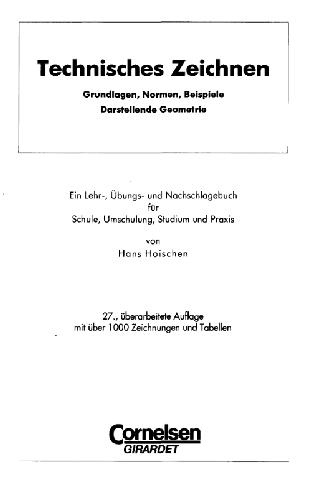 Technisches Zeichnen
Grundlagen, Normen, Beispiele
Darstellende Geometrie
Ein Lehr-, Übungs- und Nachschlagebuch
für
Schule, Umschulung, Studium und Praxis
von
Hans Hoischen
27., überarbeitete Auflage
mit über 1000 Zeichnungen und Tabellen
Cornelsen
GIRARDET